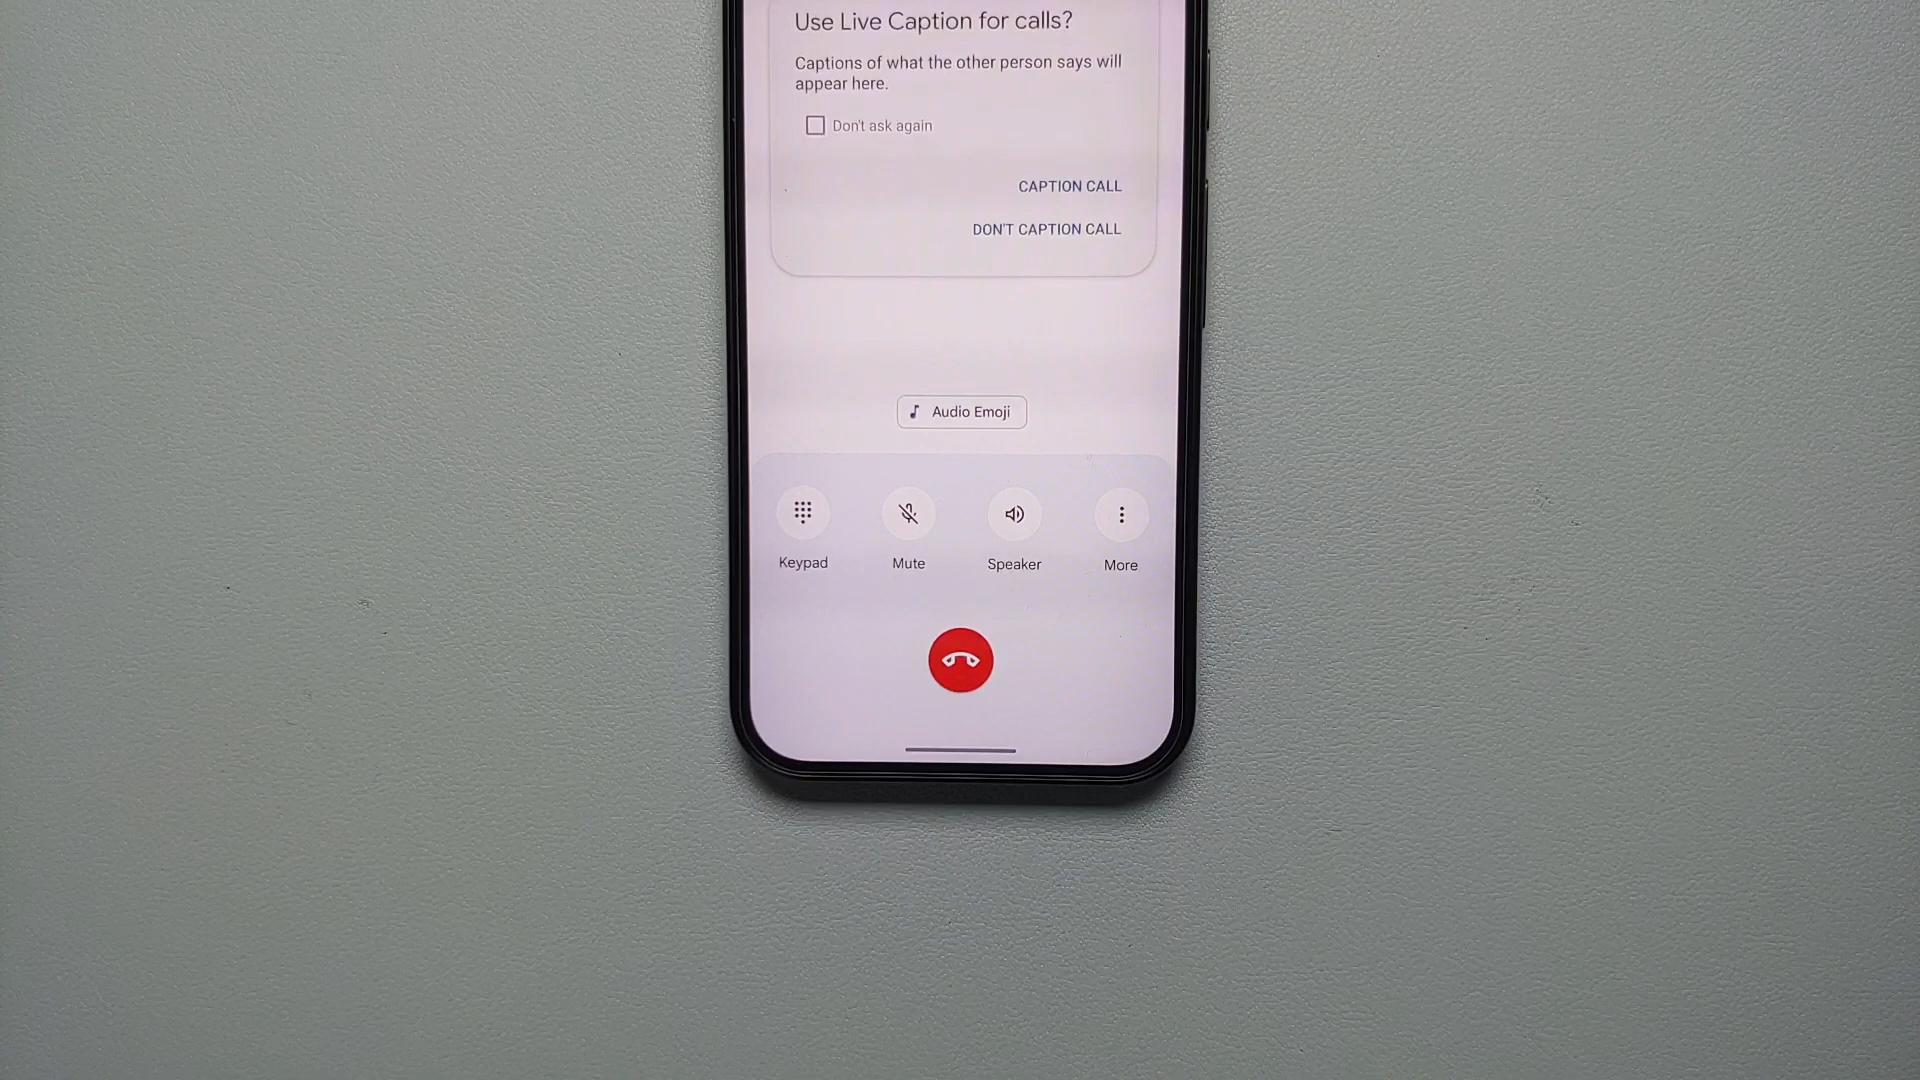 Use Live Caption for calls?
Captions of what the other person says will
appear here.
Don't ask again
CAPTION CALL
DON'T CAPTION CALL
Audio Emoji
Keypad Mute Speaker More